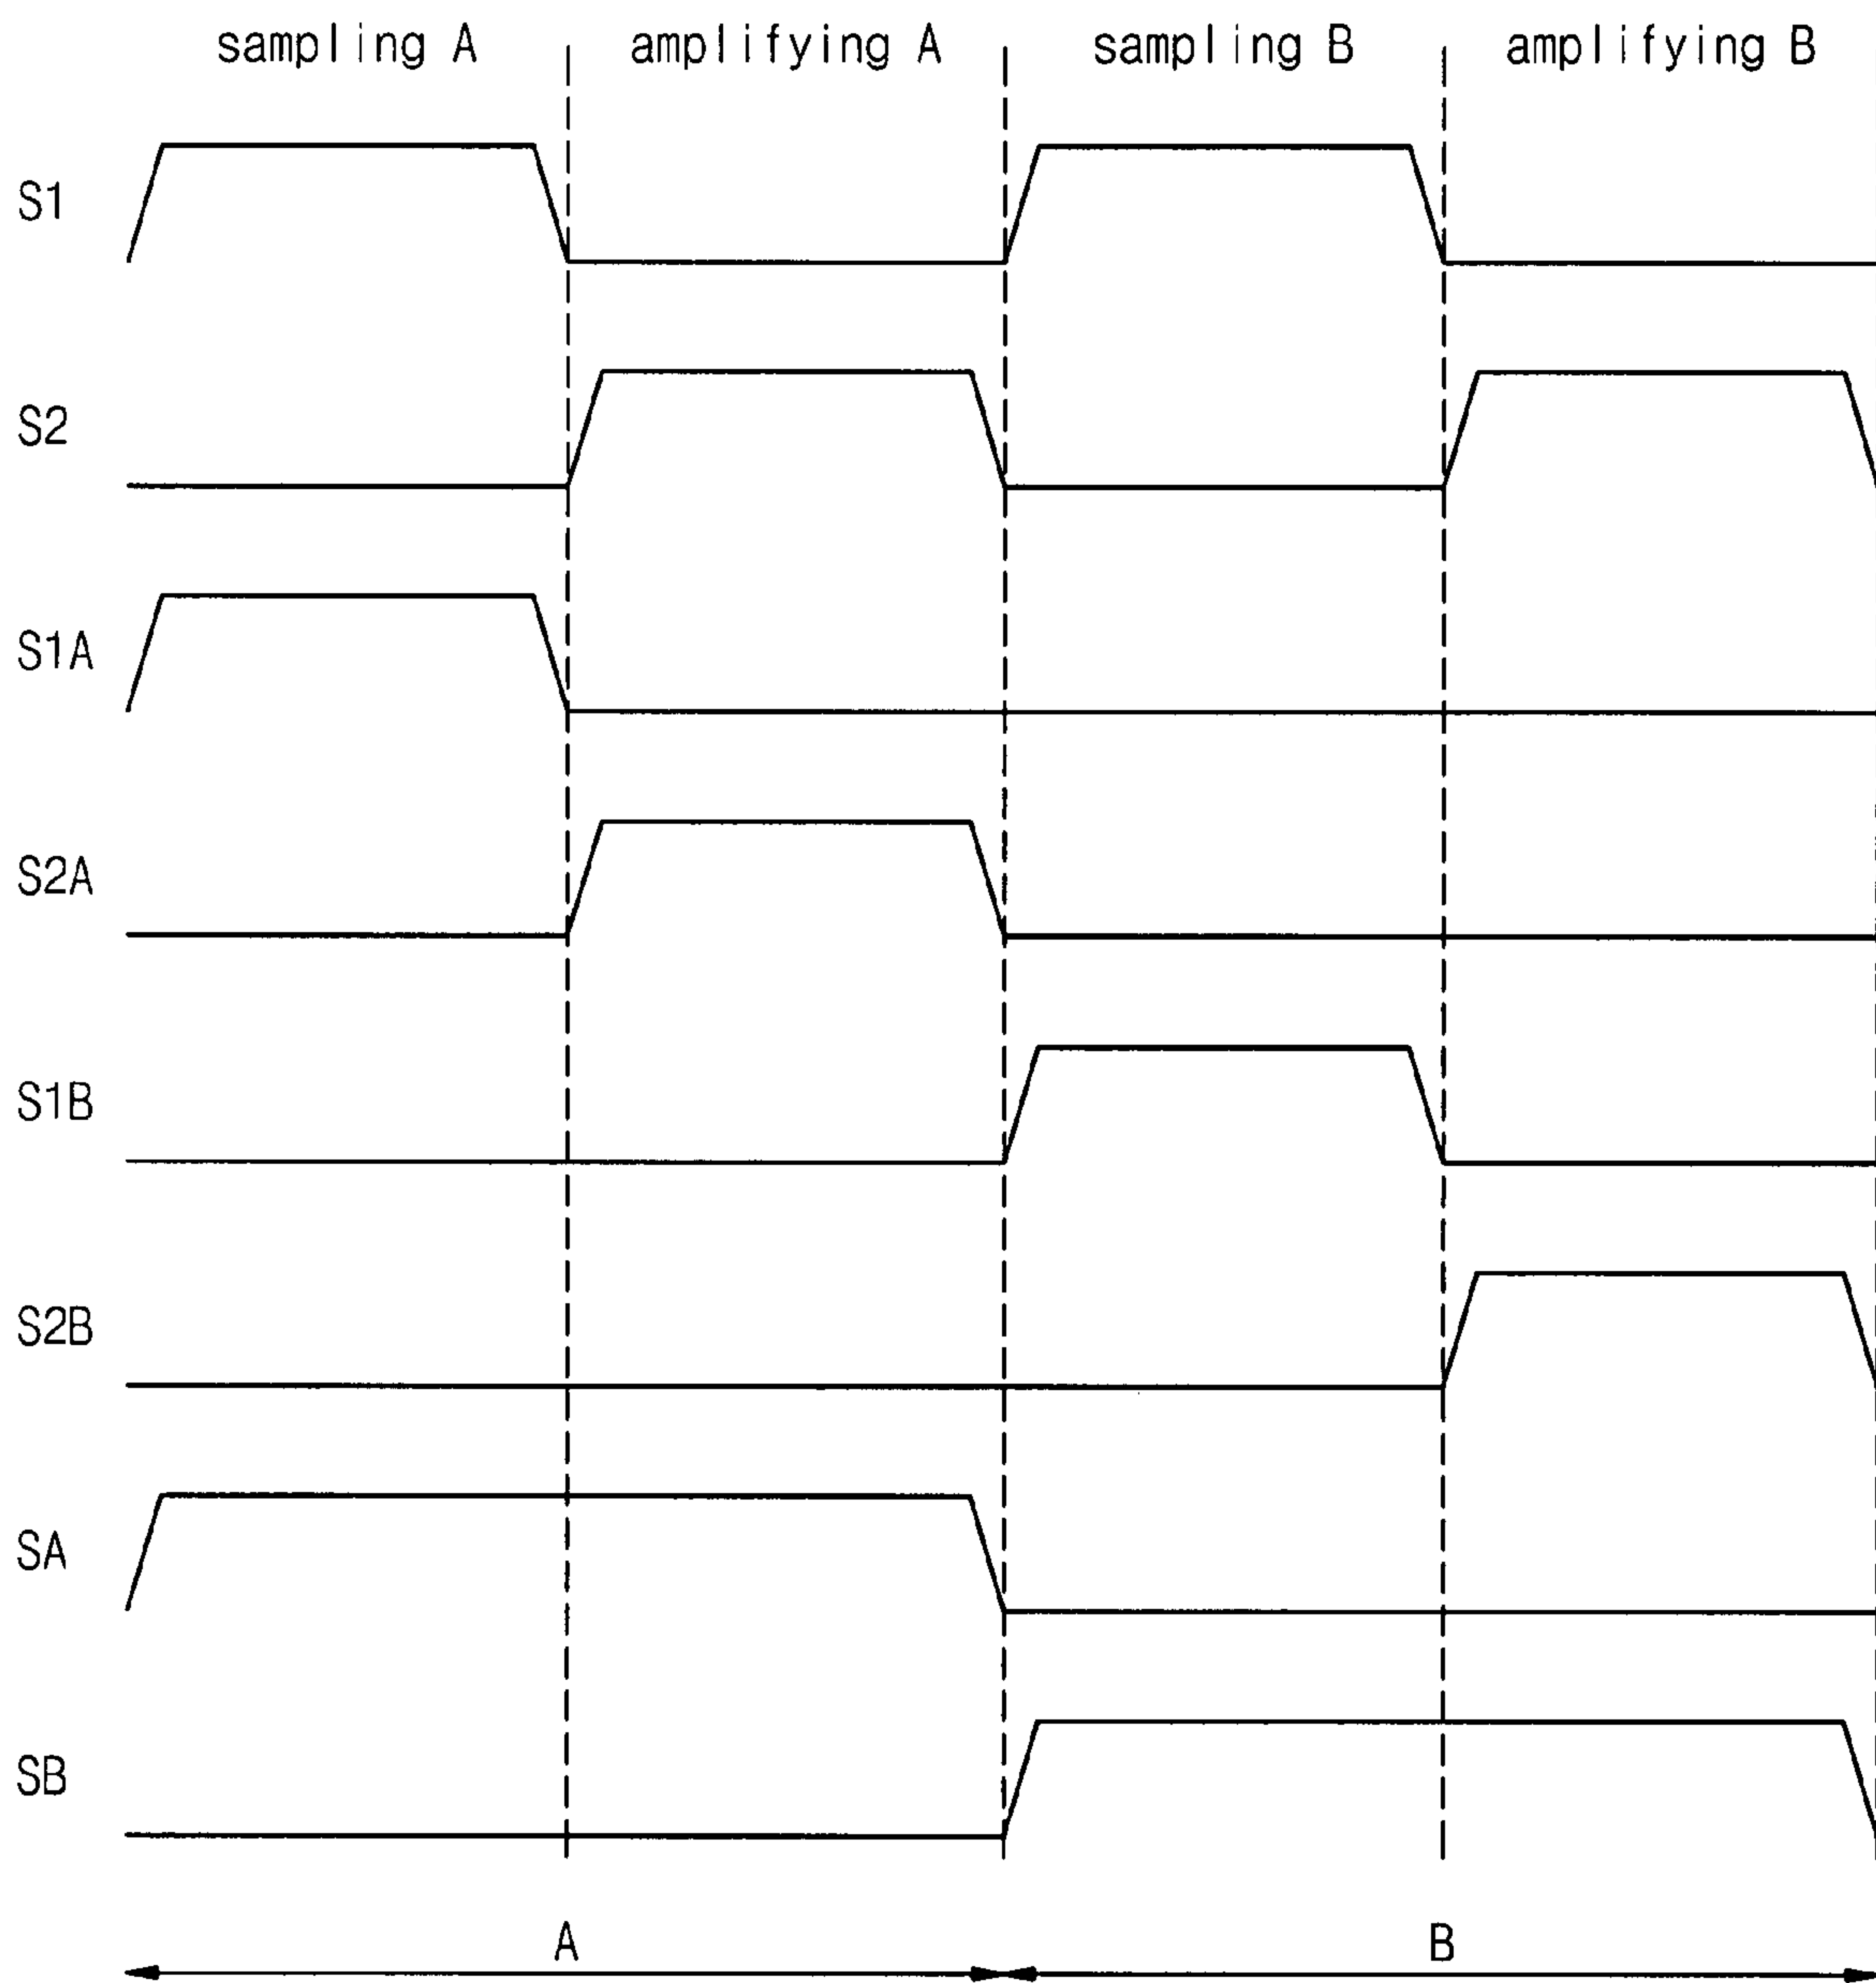 sampling A amplifying A sampling B amplifying B
S1
S2
S1A
S2A
S1B
S2B
SA
SB
A B